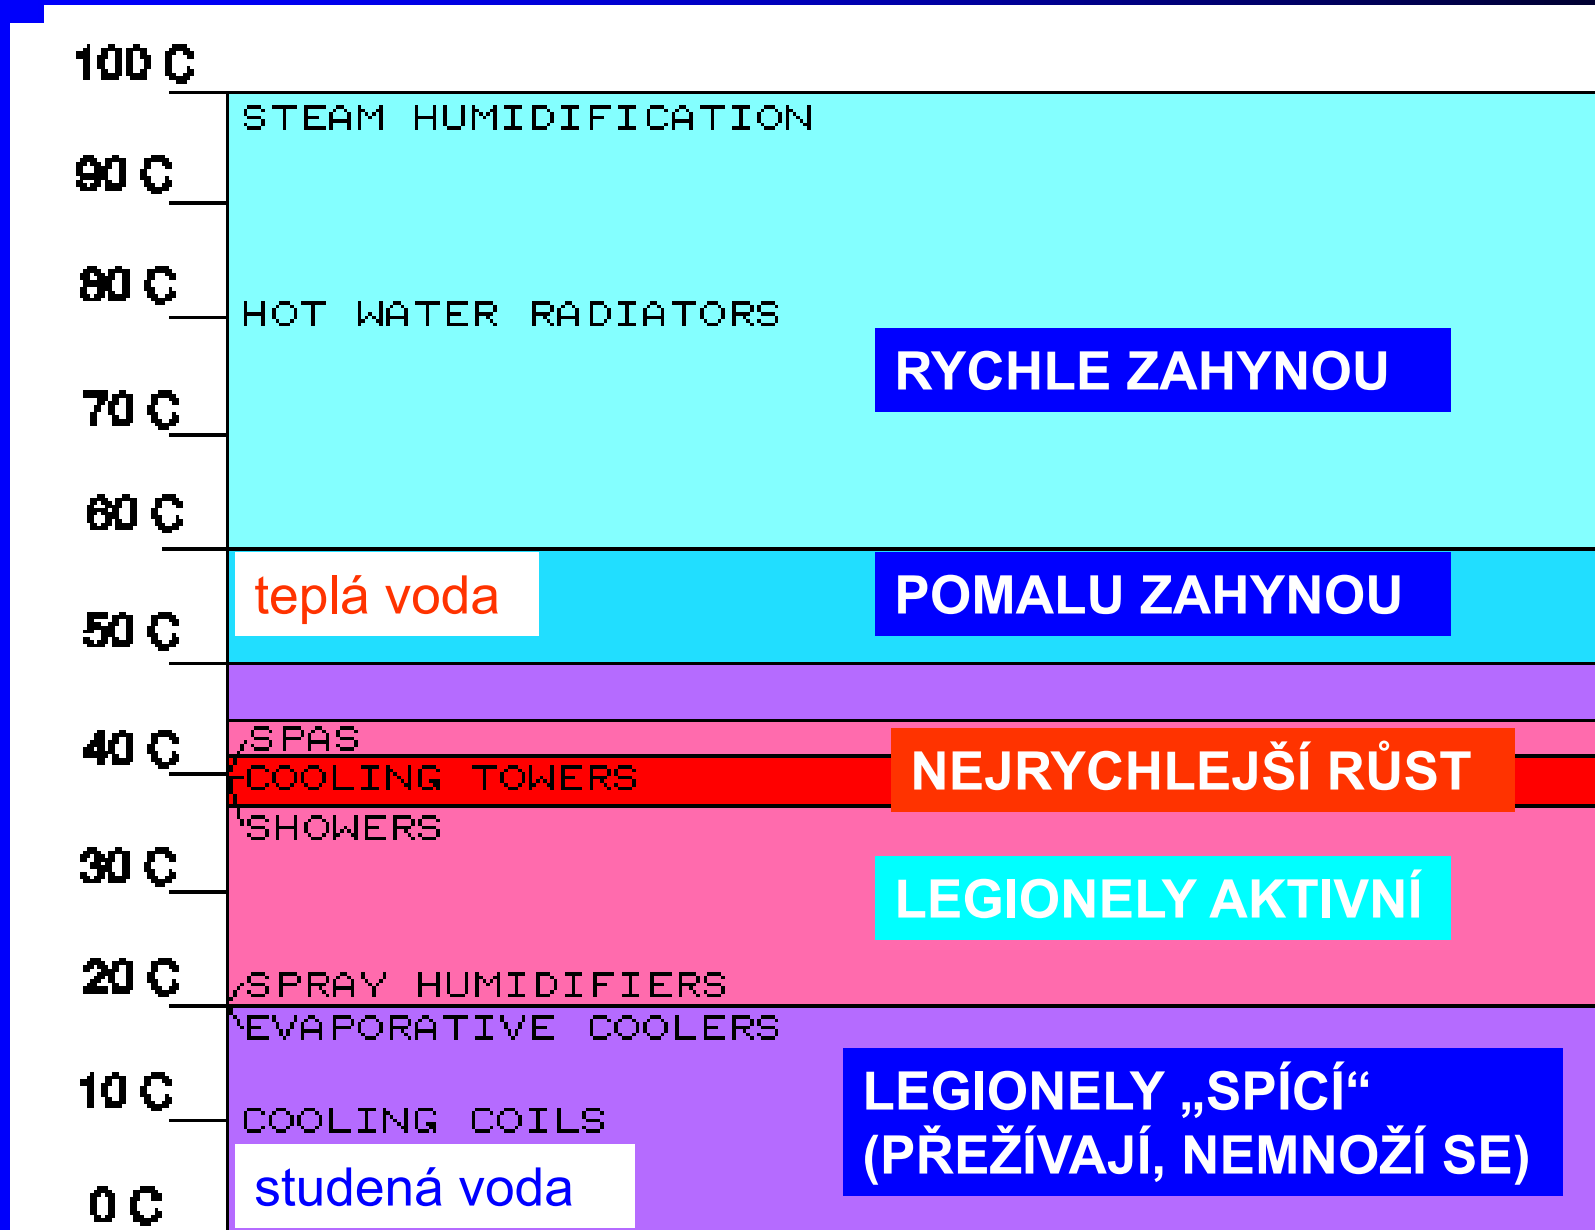 100 C
STEAM HUMIDIFICATION
90 C
80 C
HOT WATER RADIATORS
RYCHLE ZAHYNOU
70 C
60 C
teplá voda
POMALU ZAHYNOU
50 C
SPAS
40 C
NEJRYCHLEJŠÍ RŮST
COOLING TOWERS
SHOWERS
30 C
LEGIONELY AKTIVNÍ
20 C
SPRAY HUMIDIFIERS
EVAPORATIVE COOLERS
10 C
LEGIONELY „SPÍCÍ“
(PŘEŽÍVAJÍ, NEMNOŽÍ SE)
COOLING COILS
studená voda
0 C